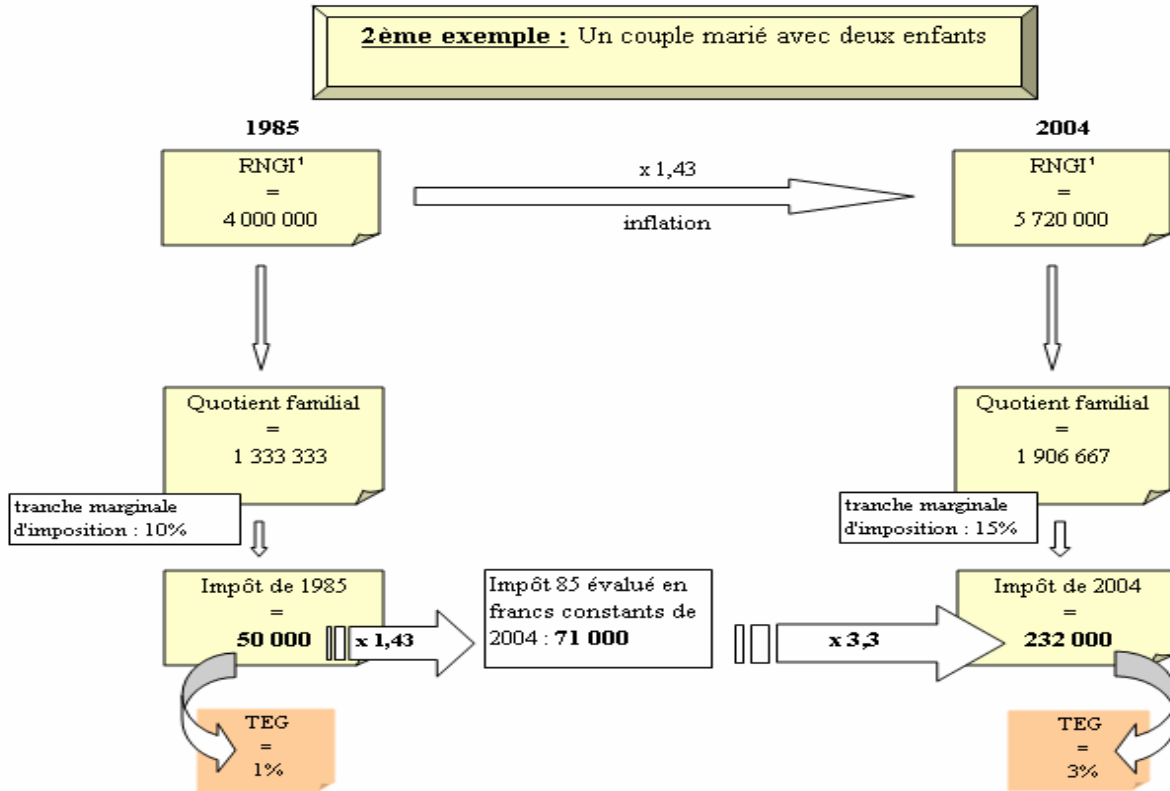 2ème exemple : Un couple marié avec deux enfants
1985
2004
RNGI¹
=
4 000 000
x 1,43
inflation
RNGI¹
=
5 720 000
Quotient familial
=
1 333 333
Quotient familial
=
1 906 667
tranche marginale
d'imposition : 10%
tranche marginale
d'imposition : 15%
Impôt de 1985
=
50 000
x 1,43
Impôt 85 évalué en
francs constants de
2004 : 71 000
x 3,3
Impôt de 2004
=
232 000
TEG
=
1%
TEG
=
3%